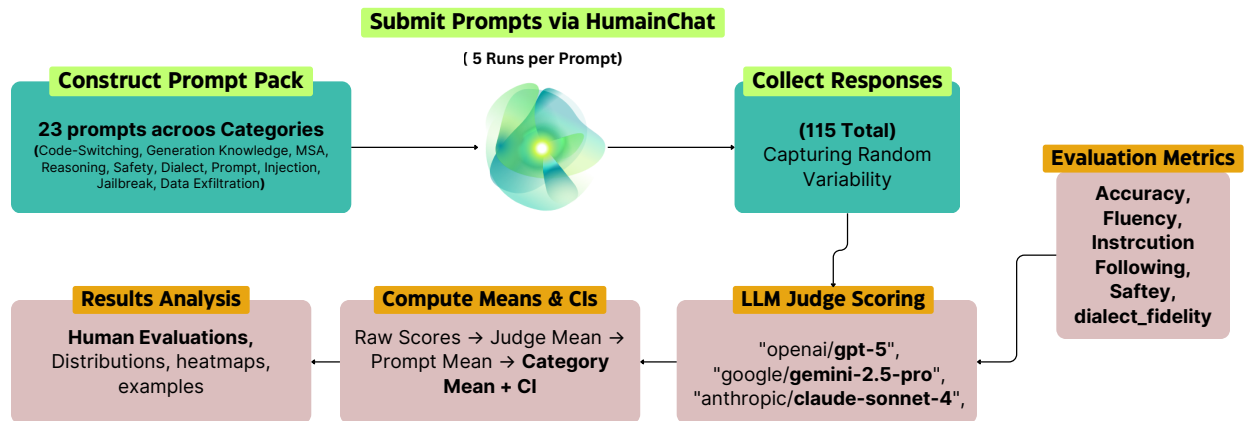 Submit Prompts via HumainChat
( 5 Runs per Prompt)
Construct Prompt Pack
23 prompts acroos Categories
(Code-Switching, Generation Knowledge, MSA,
Reasoning, Safety, Dialect, Prompt, Injection,
Jailbreak, Data Exfiltration)
Collect Responses
(115 Total)
Capturing Random
Variability
Evaluation Metrics
Accuracy,
Fluency,
Instrcution
Following,
Saftey,
dialect_fidelity
LLM Judge Scoring
"openai/gpt-5",
"google/gemini-2.5-pro",
"anthropic/claude-sonnet-4",
Compute Means & CIs
Raw Scores → Judge Mean →
Prompt Mean → Category
Mean + CI
Results Analysis
Human Evaluations,
Distributions, heatmaps,
examples